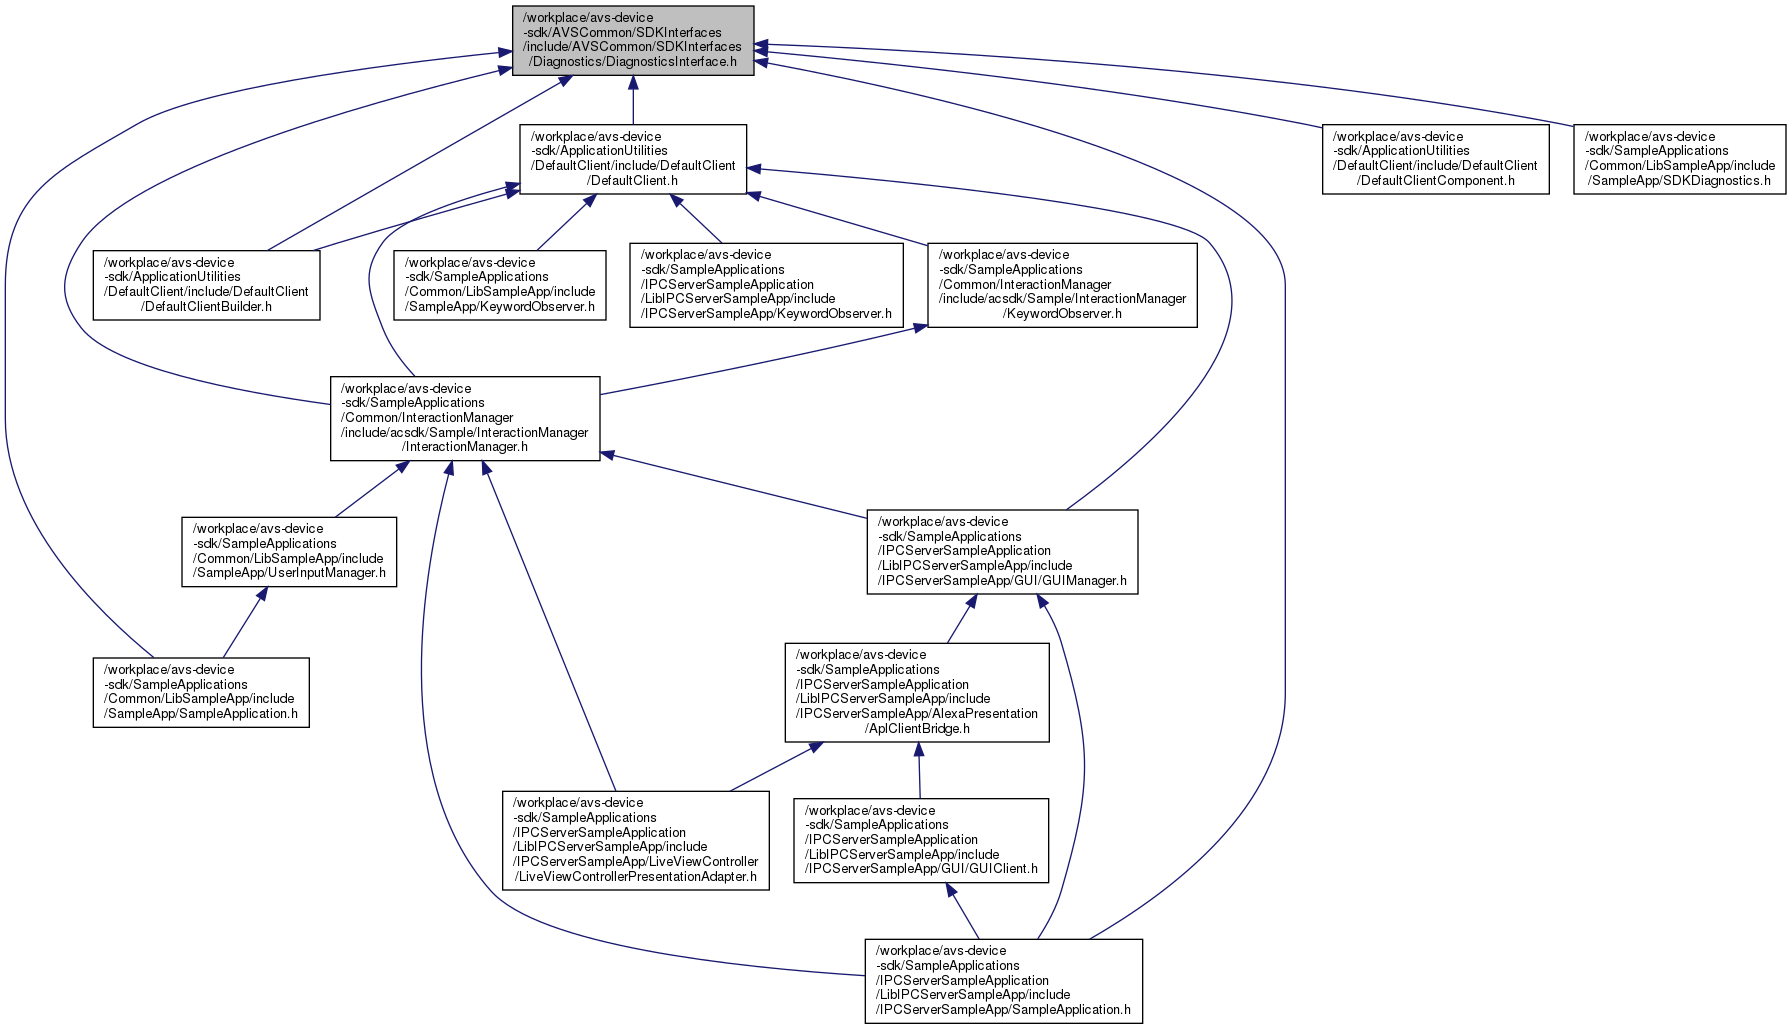 /workplace/avs-device
-sdk/AVSCommon/SDKInterfaces
/include/AVSCommon/SDKInterfaces
/Diagnostics/DiagnosticsInterface.h
/workplace/avs-device
-sdk/ApplicationUtilities
/DefaultClient/include/DefaultClient
/DefaultClient.h
/workplace/avs-device
-sdk/ApplicationUtilities
/DefaultClient/include/DefaultClient
/DefaultClientComponent.h
/workplace/avs-device
-sdk/SampleApplications
/Common/LibSampleApp/include
/SampleApp/SDKDiagnostics.h
/workplace/avs-device
-sdk/ApplicationUtilities
/DefaultClient/include/DefaultClient
/DefaultClientBuilder.h
/workplace/avs-device
-sdk/SampleApplications
/Common/LibSampleApp/include
/SampleApp/KeywordObserver.h
/workplace/avs-device
-sdk/SampleApplications
/IPCServerSampleApplication
/LibIPCServerSampleApp/include
/IPCServerSampleApp/KeywordObserver.h
/workplace/avs-device
-sdk/SampleApplications
/Common/InteractionManager
/include/acsdk/Sample/InteractionManager
/KeywordObserver.h
/workplace/avs-device
-sdk/SampleApplications
/Common/InteractionManager
/include/acsdk/Sample/InteractionManager
/InteractionManager.h
/workplace/avs-device
-sdk/SampleApplications
/Common/LibSampleApp/include
/SampleApp/UserInputManager.h
/workplace/avs-device
-sdk/SampleApplications
/IPCServerSampleApplication
/LibIPCServerSampleApp/include
/IPCServerSampleApp/GUI/GUIManager.h
/workplace/avs-device
-sdk/SampleApplications
/Common/LibSampleApp/include
/SampleApp/SampleApplication.h
/workplace/avs-device
-sdk/SampleApplications
/IPCServerSampleApplication
/LibIPCServerSampleApp/include
/IPCServerSampleApp/AlexaPresentation
/AplClientBridge.h
/workplace/avs-device
-sdk/SampleApplications
/IPCServerSampleApplication
/LibIPCServerSampleApp/include
/IPCServerSampleApp/LiveViewController
/LiveViewControllerPresentationAdapter.h
/workplace/avs-device
-sdk/SampleApplications
/IPCServerSampleApplication
/LibIPCServerSampleApp/include
/IPCServerSampleApp/GUI/GUIClient.h
/workplace/avs-device
-sdk/SampleApplications
/IPCServerSampleApplication
/LibIPCServerSampleApp/include
/IPCServerSampleApp/SampleApplication.h